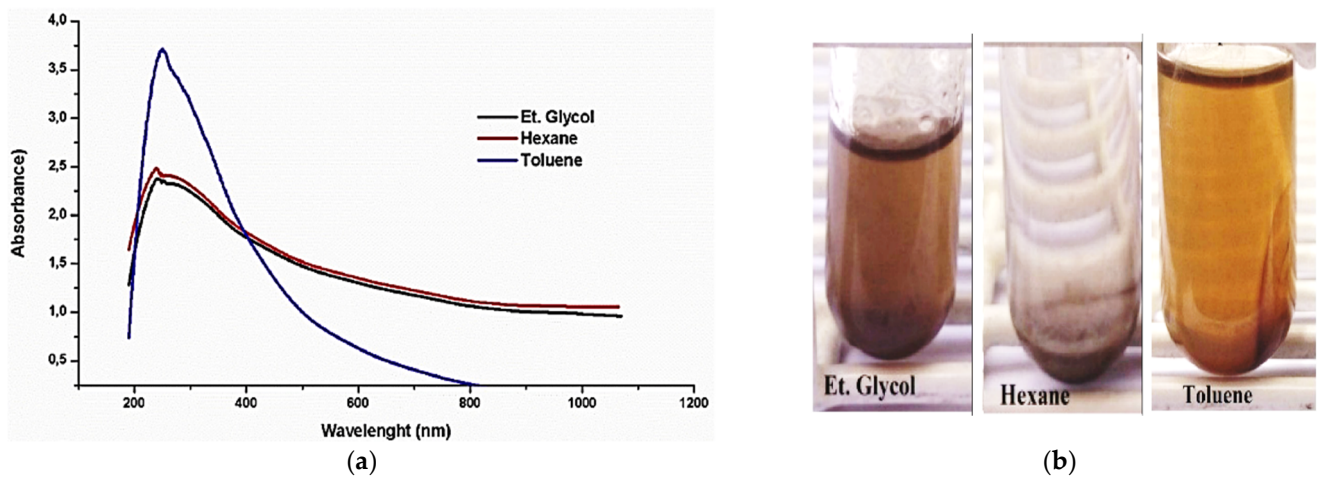 4,0
3,5
3,0
2,5
2,0
1,5
1,0
0,5
Absorbance)
Et. Glycol
Hexane
Toluene
200 400 600 800 1000 1200
Wavelenght (nm)
(a)
Et. Glycol
Hexane
Toluene
(b)